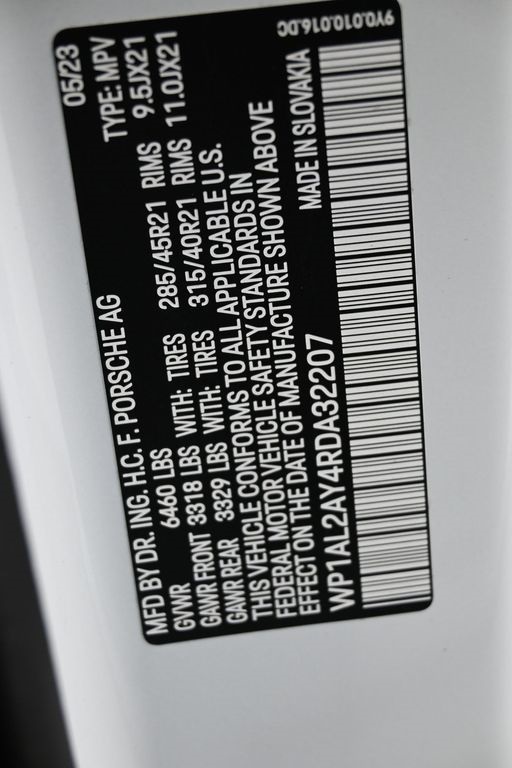 MFD BY DR. ING. H.C. F. PORSCHE AG 05/23
GVWR 6460 LBS TYPE: MPV
GAWR FRONT 3318 LBS WITH: TIRES 285/45R21 RIMS 9.5JX21
GAWR REAR 3329 LBS WITH: TIRES 315/40R21 RIMS 11.0JX21
THIS VEHICLE CONFORMS TO ALL APPLICABLE U.S.
FEDERAL MOTOR VEHICLE SAFETY STANDARDS IN
EFFECT ON THE DATE OF MANUFACTURE SHOWN ABOVE
WP1AL2AY4RDA32207 MADE IN SLOVAKIA
9Y0.010.016.DC